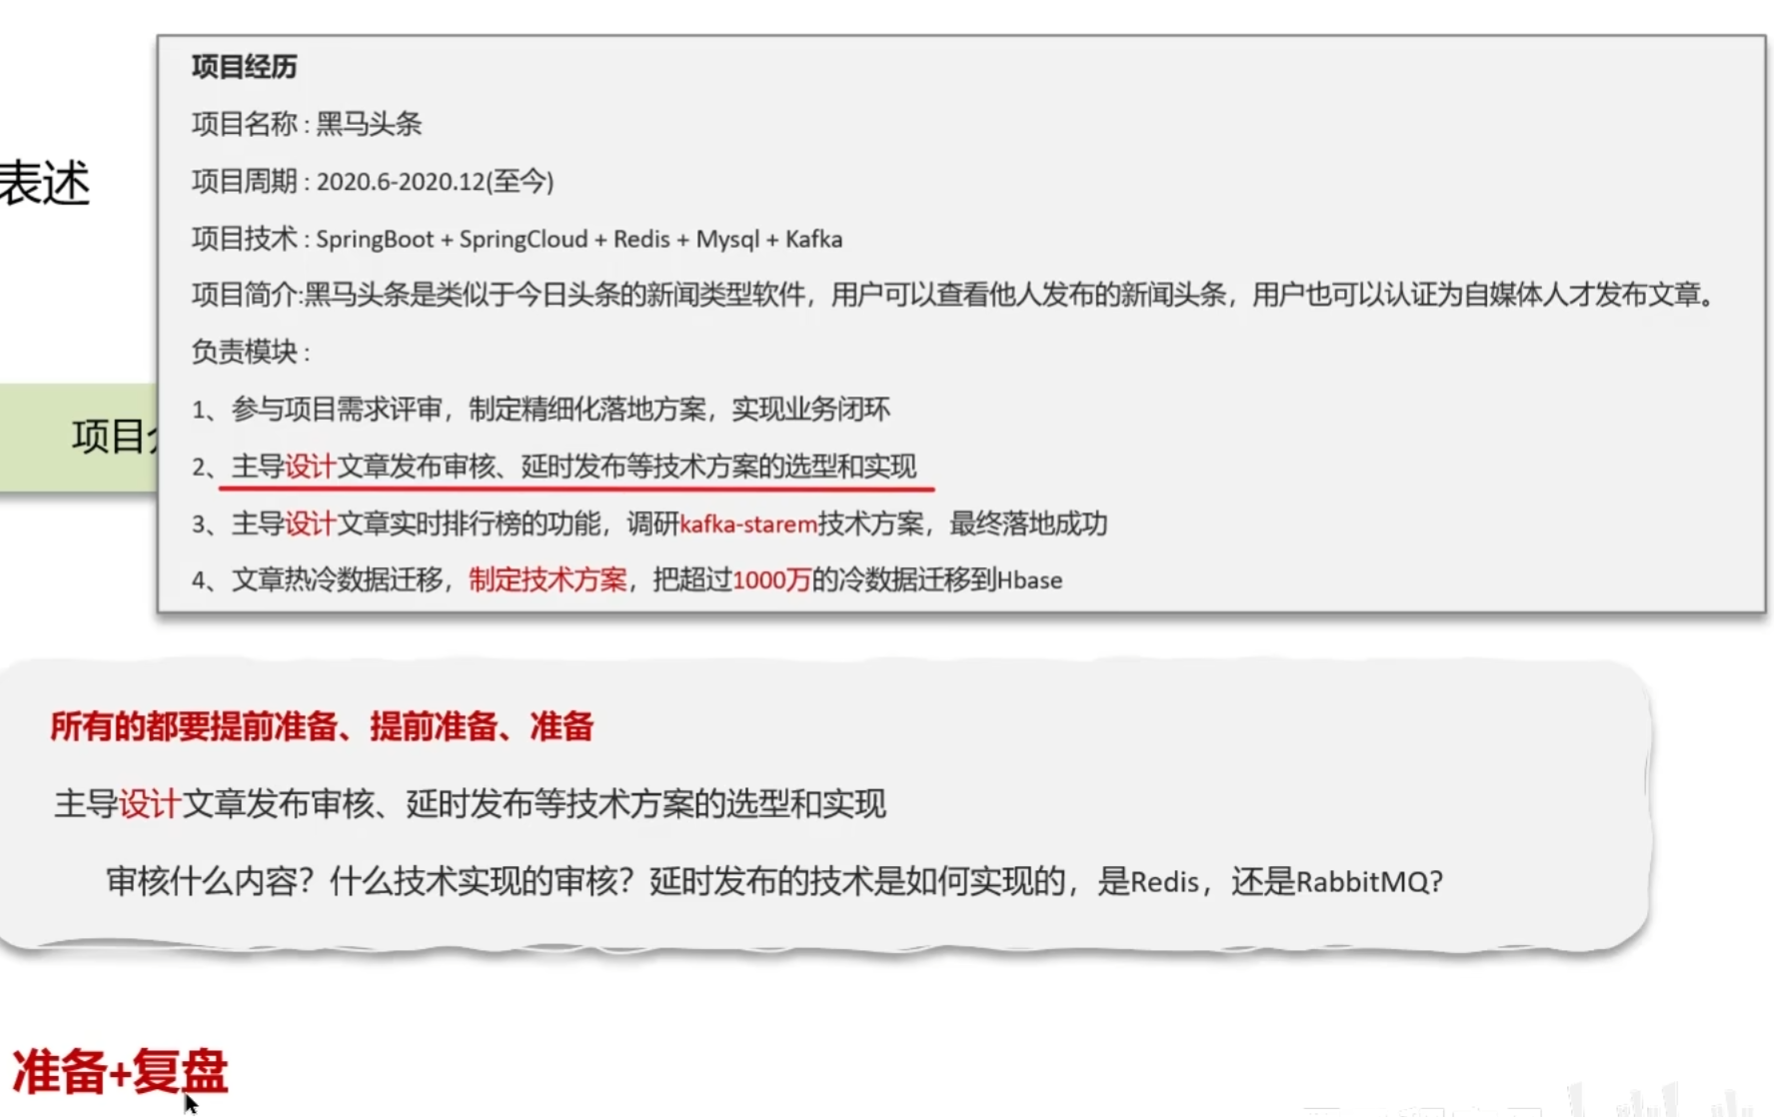 项目经历
项目名称 : 黑马头条
项目周期 : 2020.6-2020.12(至今)
表述
项目技术 : SpringBoot + SpringCloud + Redis + Mysql + Kafka
项目简介:黑马头条是类似于今日头条的新闻类型软件，用户可以查看他人发布的新闻头条，用户也可以认证为自媒体人才发布文章。
负责模块 :
1、参与项目需求评审，制定精细化落地方案，实现业务闭环
项目
2、主导设计文章发布审核、延时发布等技术方案的选型和实现
3、主导设计文章实时排行榜的功能，调研kafka-starem技术方案，最终落地成功
4、文章热冷数据迁移，制定技术方案，把超过1000万的冷数据迁移到Hbase
所有的都要提前准备、提前准备、准备
主导设计文章发布审核、延时发布等技术方案的选型和实现
审核什么内容？什么技术实现的审核？延时发布的技术是如何实现的，是Redis，还是RabbitMQ?
准备+复盘